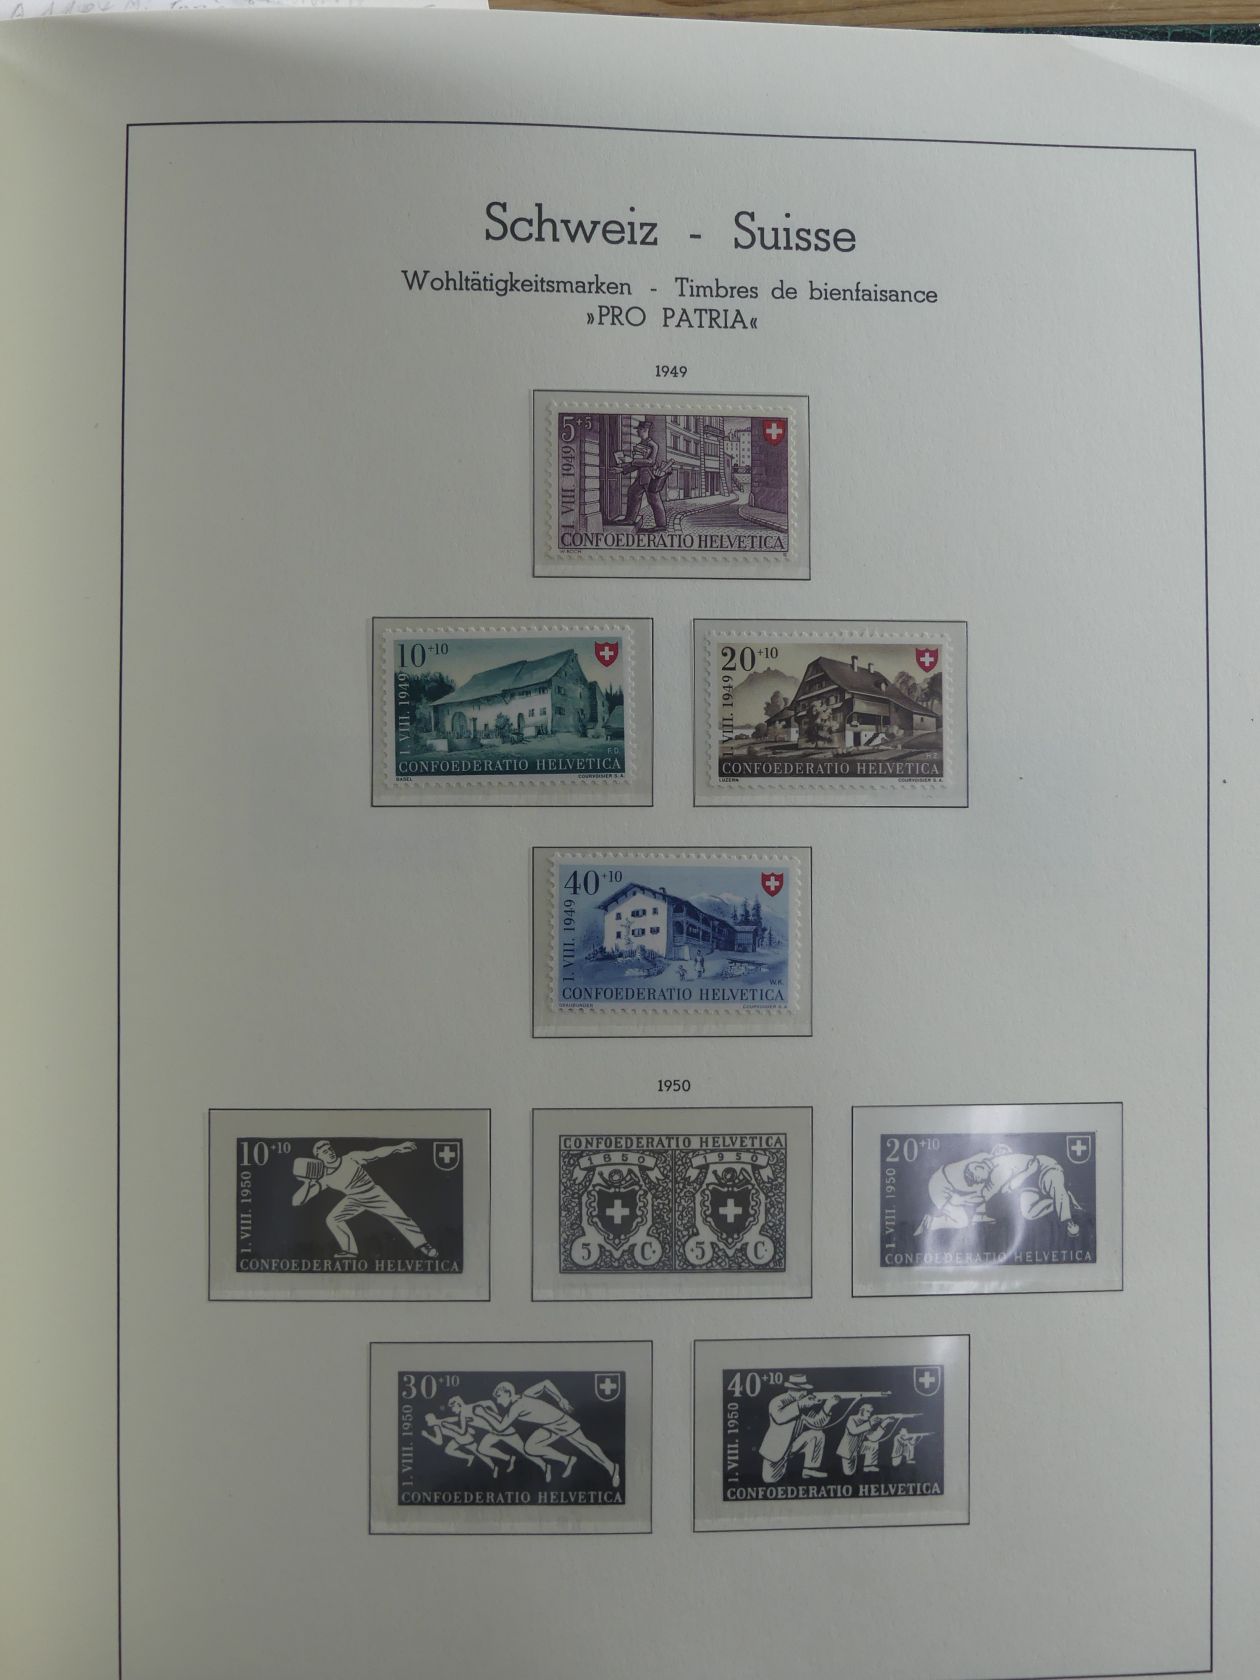 Schweiz - Suisse
Wohltätigkeitsmarken - Timbres de bienfaisance
»PRO PATRIA«
1949
5+5
1. VIII 1949
CONFOEDERATIO HELVETICA
10+10
1. VIII. 1949
F.D.
CONFOEDERATIO HELVETICA
BASEL COURVOISIER S.A.
20+10
1. VIII. 1949
H.Z.
CONFOEDERATIO HELVETICA
LUZERN COURVOISIER S.A.
40+10
1. VIII. 1949
W.K.
CONFOEDERATIO HELVETICA
GRAUBÜNDEN COURVOISIER S.A.
1950
10+10
1. VIII. 1950
CONFOEDERATIO HELVETICA
CONFOEDERATIO HELVETICA
1850 1950
5 C. 5 C.
20+10
1. VIII. 1950
CONFOEDERATIO HELVETICA
30+10
1. VIII. 1950
CONFOEDERATIO HELVETICA
40+10
1. VIII. 1950
CONFOEDERATIO HELVETICA